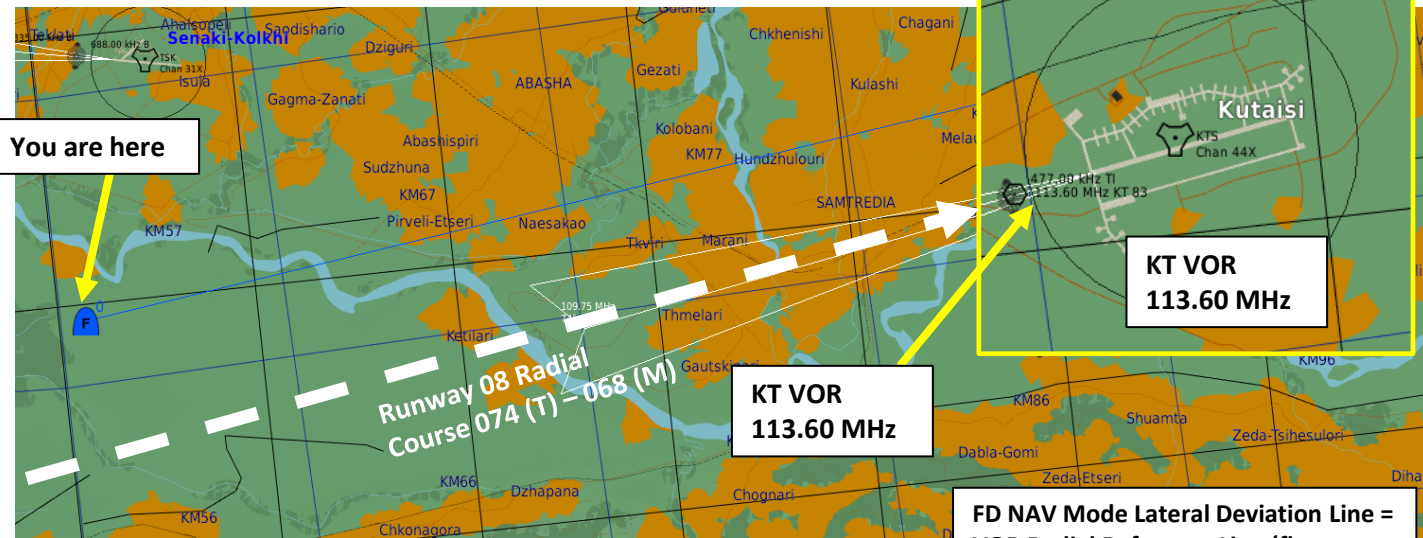 Ahalsopeli
Saodishario
Teklati
688.00 kHz B
Senaki-Kolkhi
TSK
Chan 31X
Isula
Dziguri
Gagma-Zanati
Chkhenishi
Chagani
Gezati
ABASHA
Kulashi
You are here
Abashispiri
Kolobani
KM77
Hundzhulouri
Sudzhuna
KM67
Pirveli-Etseri
Naesakao
SAMTREDIA
KM57
Tkviri
Marani
0
F
109.75 MHz
Ketilari
Thmelari
Runway 08 Radial
Course 074 (T) – 068 (M)
Kutaisi
KTS
Chan 44X
477.00 kHz TI
113.60 MHz KT 83
KT VOR
113.60 MHz
KM96
KT VOR
113.60 MHz
KM86
Shuamta
Zeda-Tsihesulori
Dabla-Gomi
Zeda-Etseri
KM66
Dzhapana
Chognari
KM56
Chkonagora
FD NAV Mode Lateral Deviation Line =